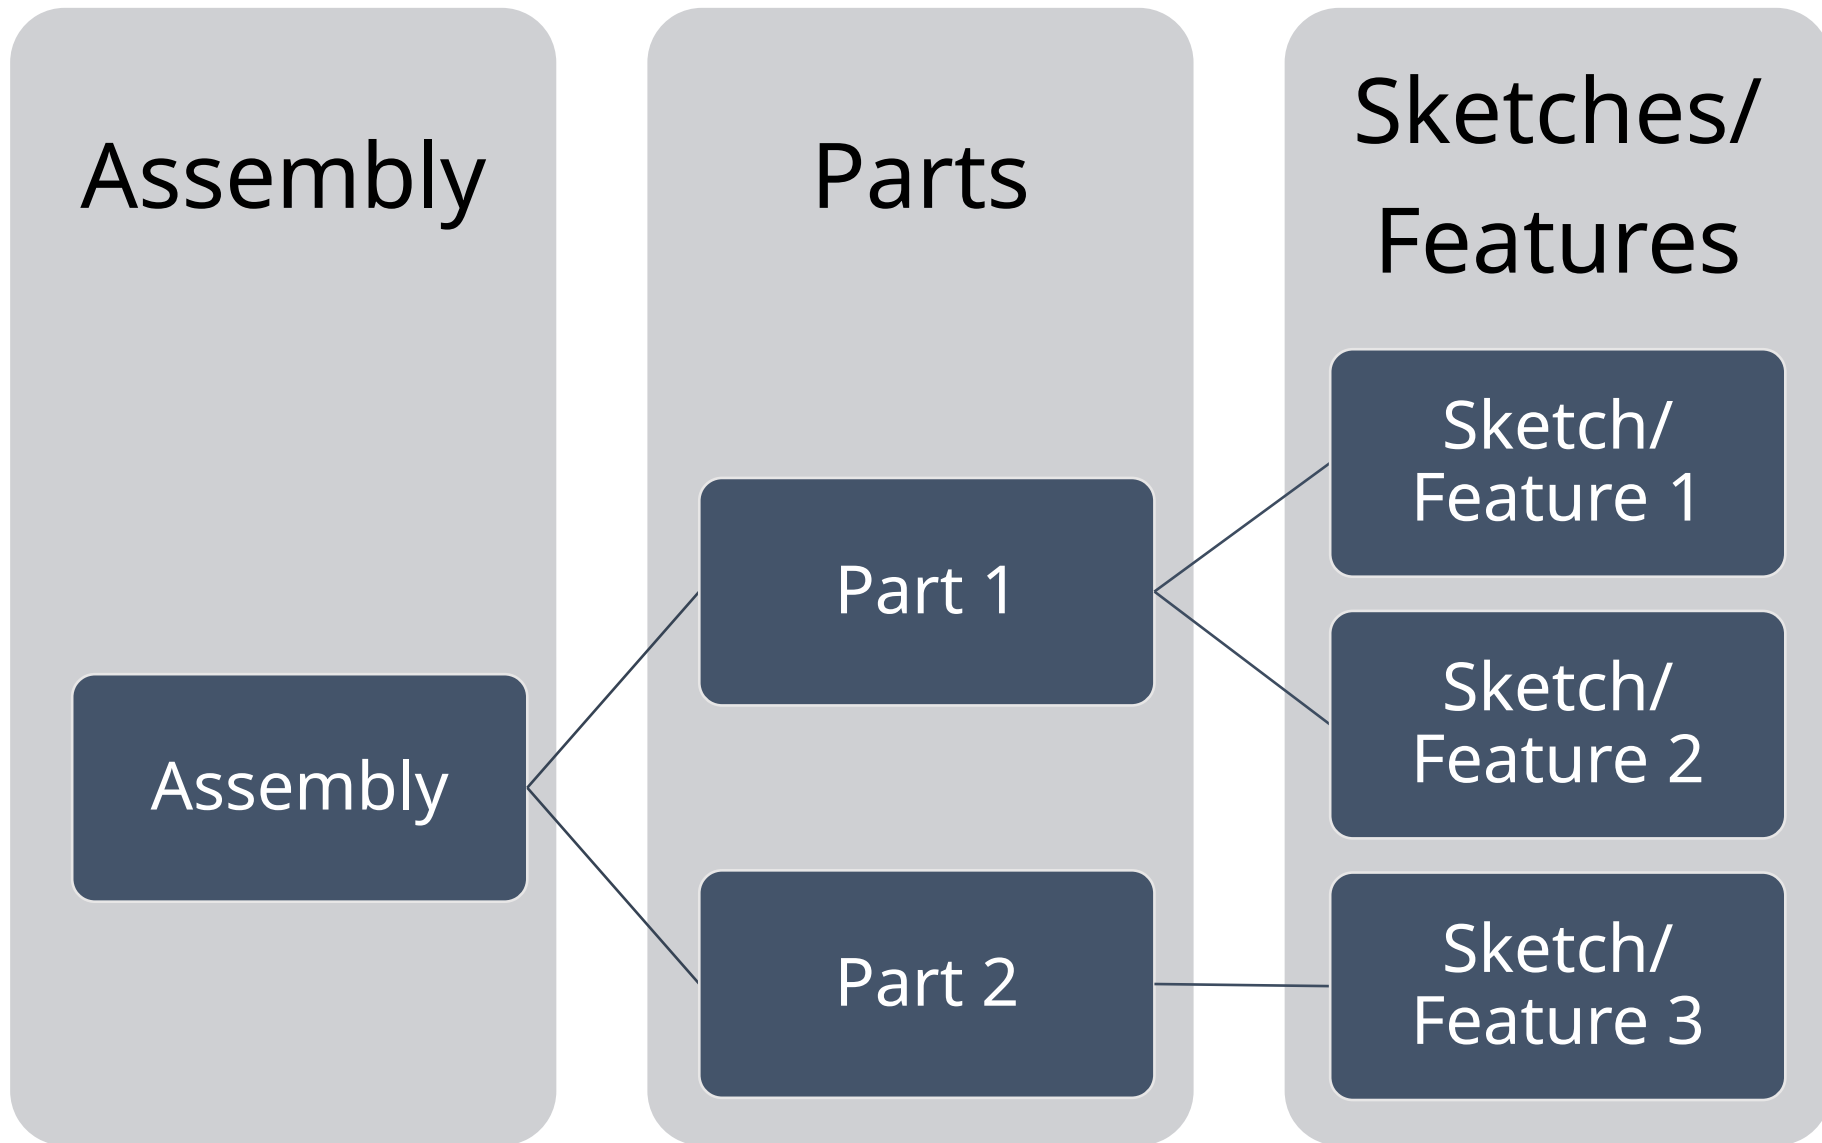 Assembly
Parts
Sketches/
Features
Assembly
Part 1
Part 2
Sketch/
Feature 1
Sketch/
Feature 2
Sketch/
Feature 3